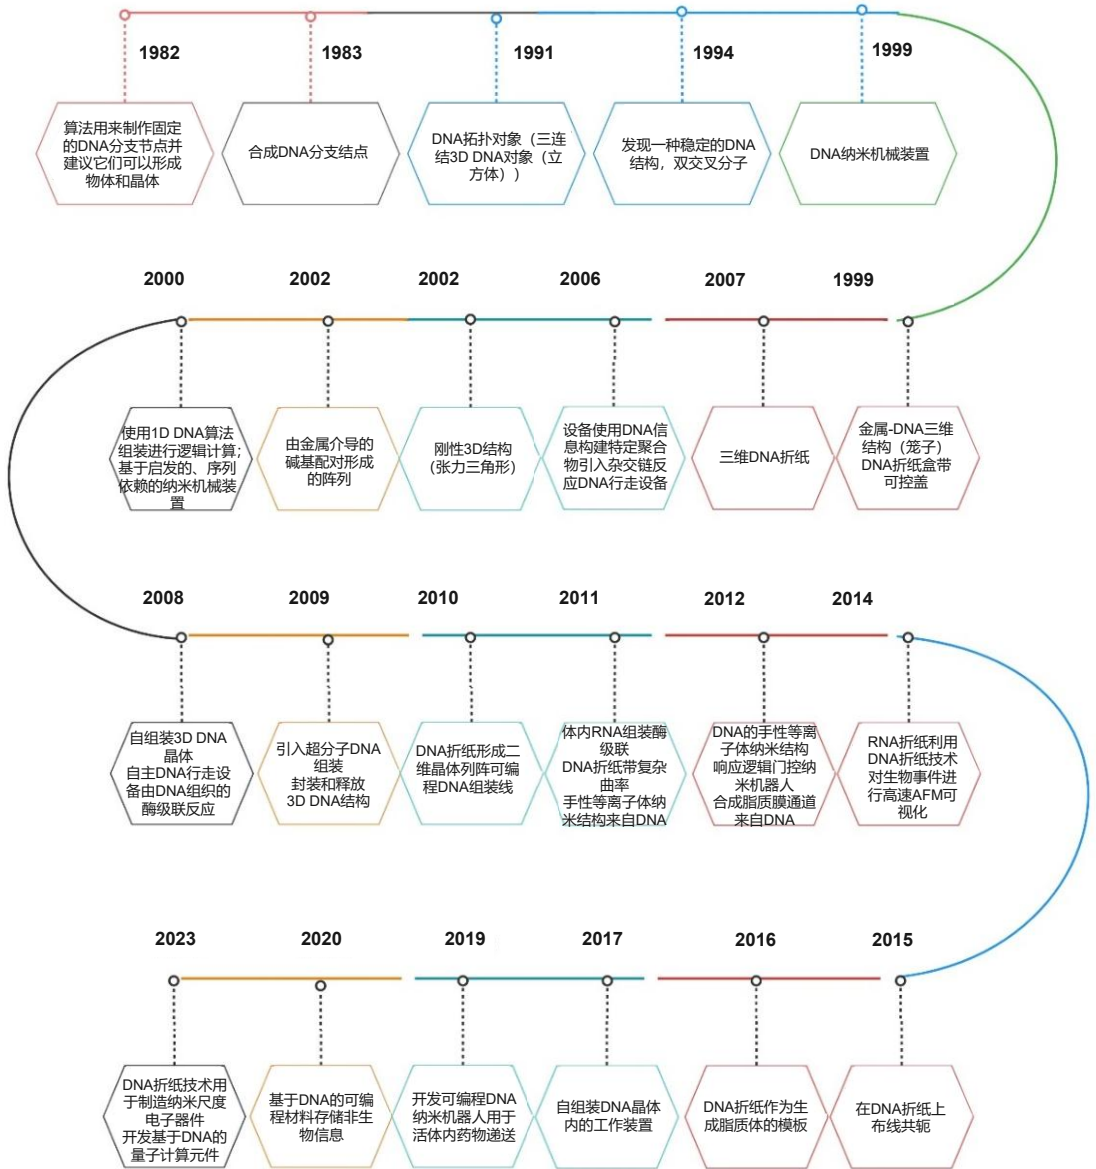 1982
算法用来制作固定
的DNA分支节点并
建议它们可以形成
物体和晶体
1983
合成DNA分支结点
1991
DNA拓扑对象（三连
结3D DNA对象（立
方体））
1994
发现一种稳定的DNA
结构，双交叉分子
1999
DNA纳米机械装置
2000
使用1D DNA算法
组装进行逻辑计算;
基于启发的、序列
依赖的纳米机械装
置
2002
由金属介导的
碱基配对形成
的阵列
2002
刚性3D结构
（张力三角形）
2006
设备使用DNA信
息构建特定聚合
物引入杂交链反
应DNA行走设备
2007
三维DNA折纸
1999
金属-DNA三维
结构（笼子）
DNA折纸盒带
可控盖
2008
自组装3D DNA
晶体
自主DNA行走设
备由DNA组织的
酶级联反应
2009
引入超分子DNA
组装
封装和释放
3D DNA结构
2010
DNA折纸形成二
维晶体列阵可编
程DNA组装线
2011
体内RNA组装酶
级联
DNA折纸带复杂
曲率
手性等离子体纳
米结构来自DNA
2012
DNA的手性等离
子体纳米结构
响应逻辑门控纳
米机器人
合成脂质膜通道
来自DNA
2014
RNA折纸利用
DNA折纸技术
对生物事件进
行高速AFM可
视化
2023
DNA折纸技术用
于制造纳米尺度
电子器件
开发基于DNA的
量子计算元件
2020
基于DNA的可编
程材料存储非生
物信息
2019
开发可编程DNA
纳米机器人用于
活体内药物递送
2017
自组装DNA晶体
内的工作装置
2016
DNA折纸作为生
成脂质体的模板
2015
在DNA折纸上
布线共轭